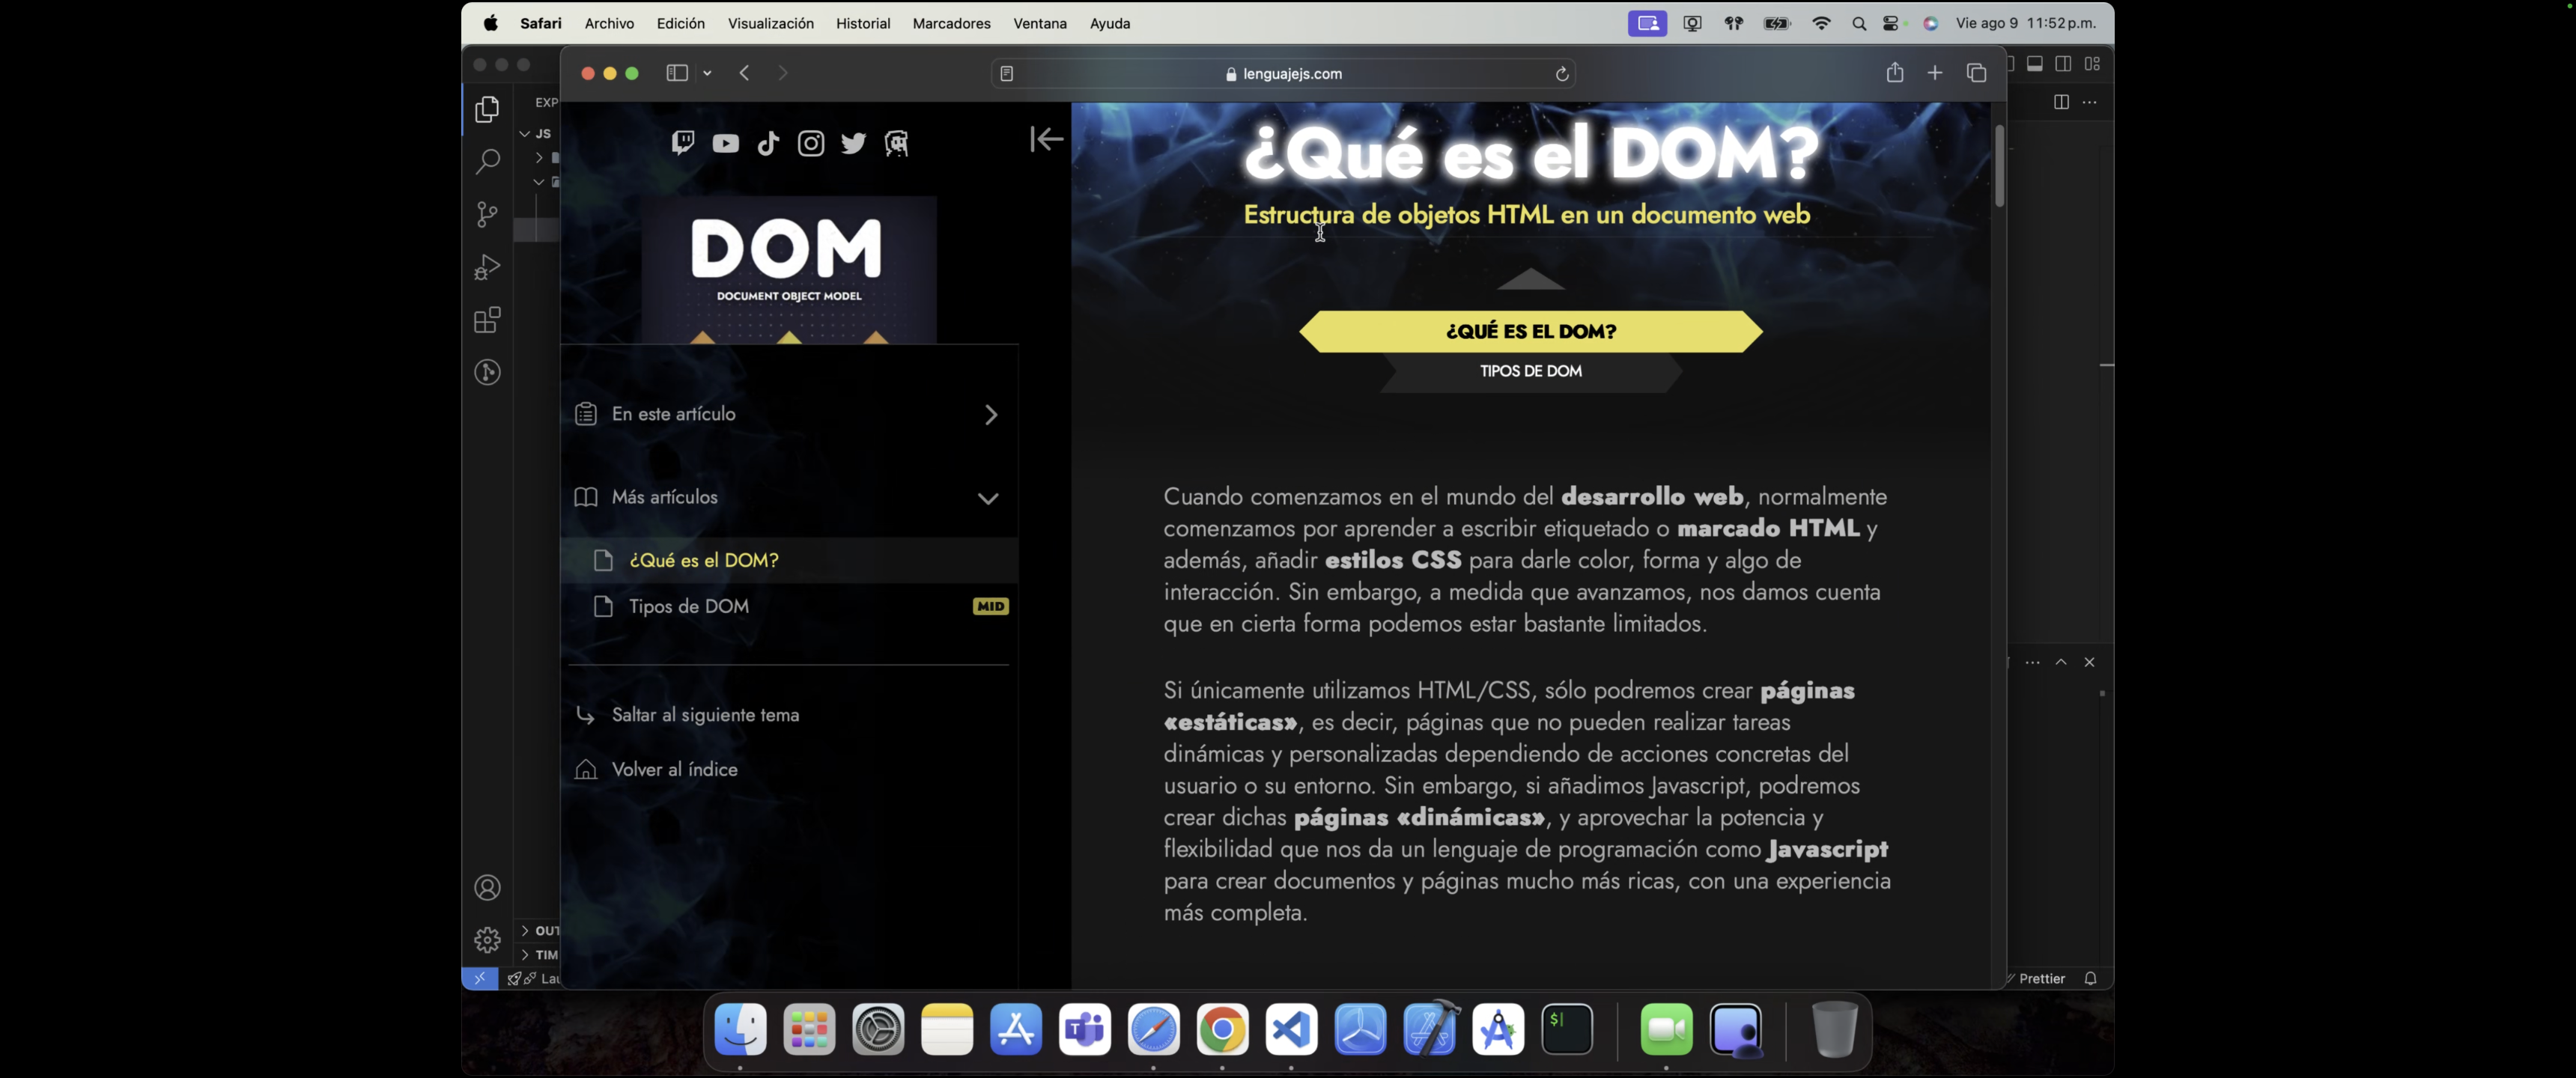 Safari Archivo Edición Visualización Historial Marcadores Ventana Ayuda
Vie ago 9 11:52 p.m.
lenguajejs.com
EXP
JS
OUT
TIM
Lau
DOM
DOCUMENT OBJECT MODEL
En este artículo
Más artículos
¿Qué es el DOM?
Tipos de DOM
MID
Saltar al siguiente tema
Volver al índice
¿Qué es el DOM?
Estructura de objetos HTML en un documento web
¿QUÉ ES EL DOM?
TIPOS DE DOM
Cuando comenzamos en el mundo del desarrollo web, normalmente
comenzamos por aprender a escribir etiquetado o marcado HTML y
además, añadir estilos CSS para darle color, forma y algo de
interacción. Sin embargo, a medida que avanzamos, nos damos cuenta
que en cierta forma podemos estar bastante limitados.
Si únicamente utilizamos HTML/CSS, sólo podremos crear páginas
«estáticas», es decir, páginas que no pueden realizar tareas
dinámicas y personalizadas dependiendo de acciones concretas del
usuario o su entorno. Sin embargo, si añadimos Javascript, podremos
crear dichas páginas «dinámicas», y aprovechar la potencia y
flexibilidad que nos da un lenguaje de programación como Javascript
para crear documentos y páginas mucho más ricas, con una experiencia
más completa.
Prettier
$